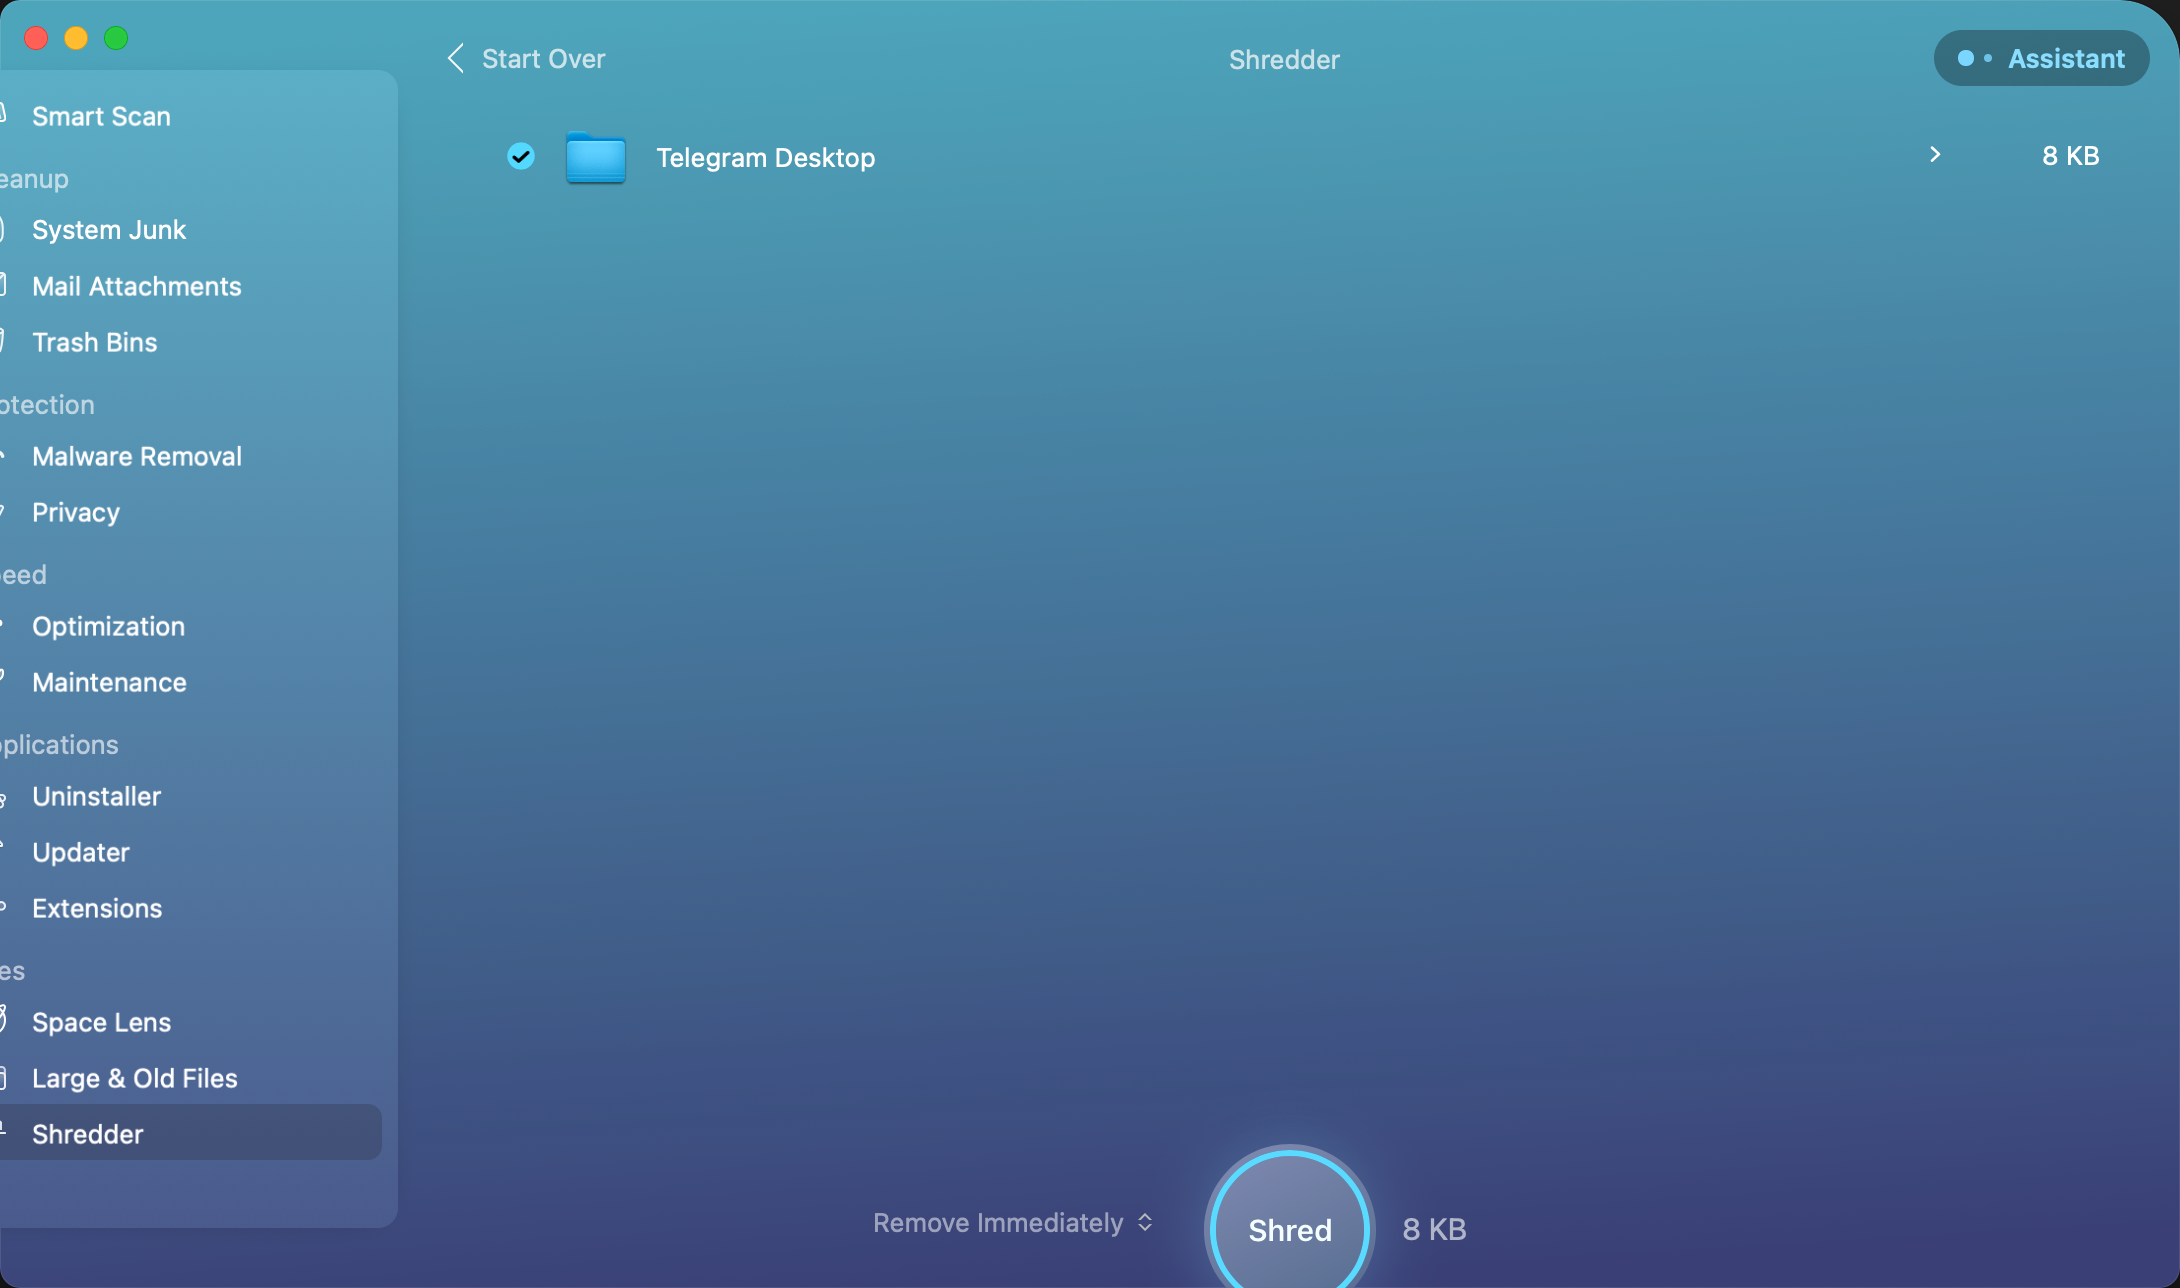 Start Over
Shredder
Assistant
Smart Scan
eanup
System Junk
Mail Attachments
Trash Bins
otection
Malware Removal
Privacy
eed
Optimization
Maintenance
plications
Uninstaller
Updater
Extensions
es
Space Lens
Large & Old Files
Shredder
Telegram Desktop
8 KB
Remove Immediately
Shred
8 KB